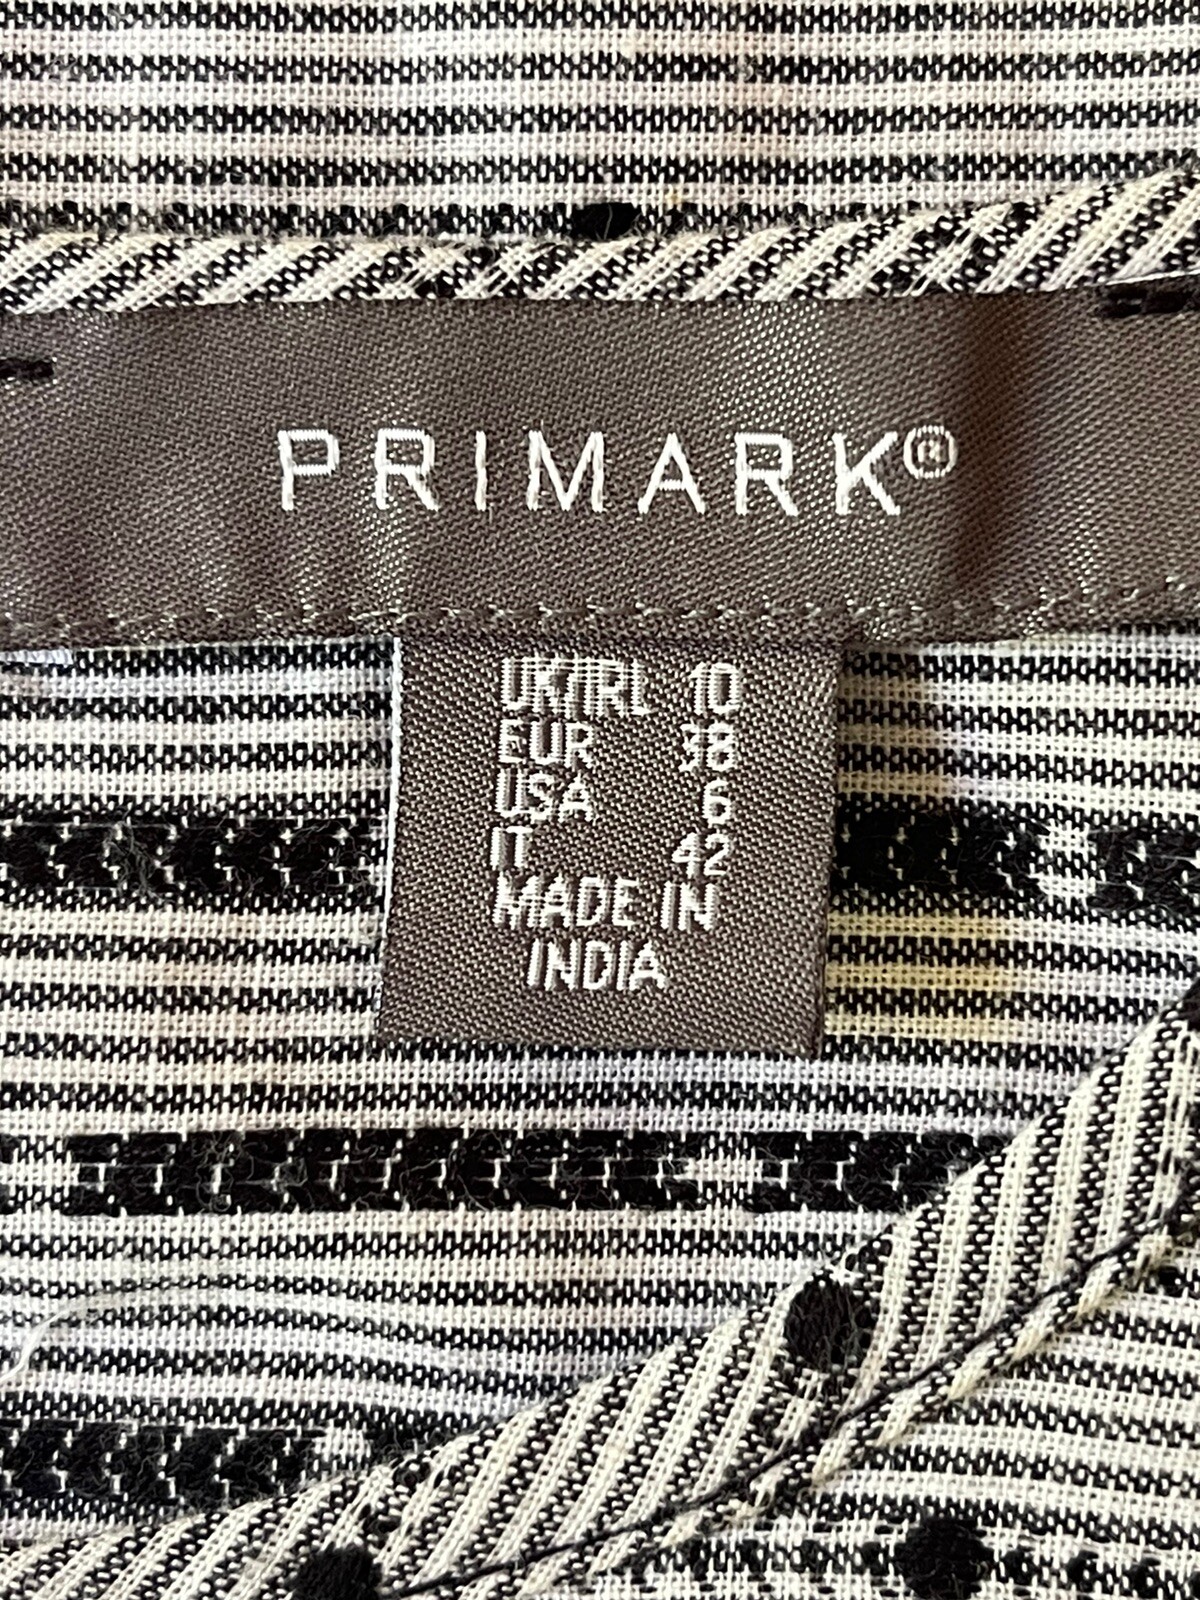 PRIMARK®
UK/IRL 10
EUR 38
USA 6
IT 42
MADE IN
INDIA